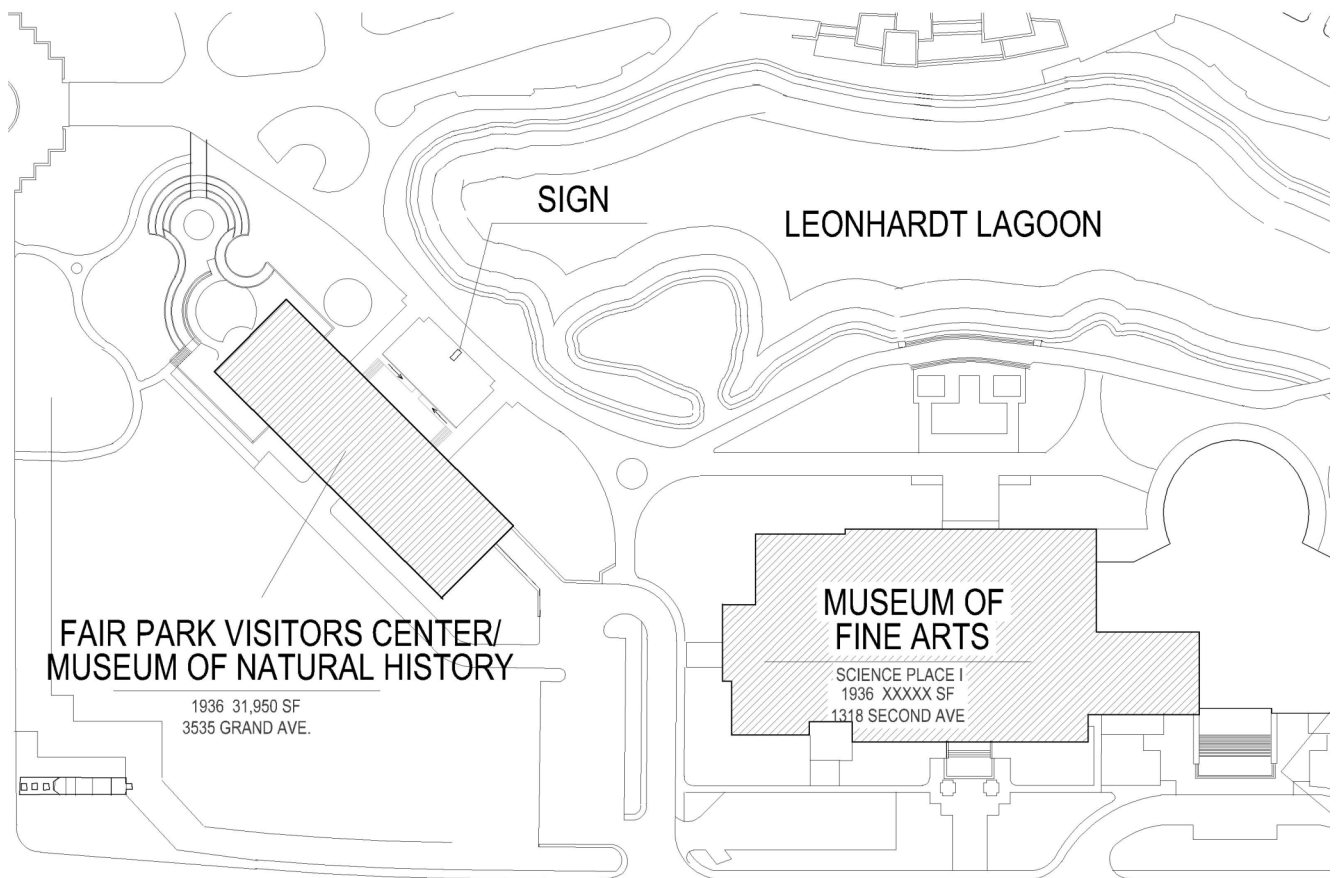 SIGN
LEONHARDT LAGOON
FAIR PARK VISITORS CENTER/
MUSEUM OF NATURAL HISTORY
1936 31,950 SF
3535 GRAND AVE.
MUSEUM OF
FINE ARTS
SCIENCE PLACE I
1936 XXXXX SF
1318 SECOND AVE